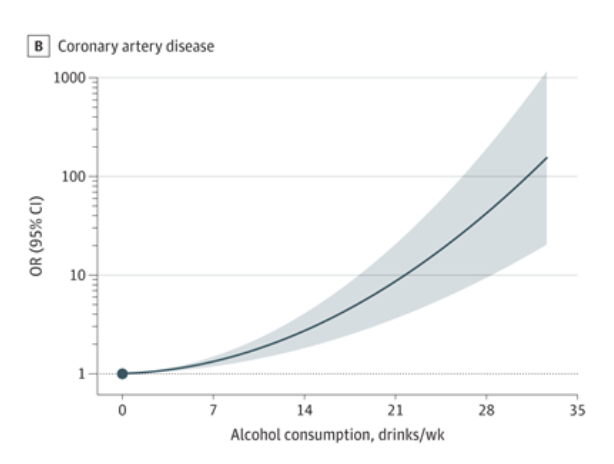 B Coronary artery disease
1000
100
10
1
OR (95% CI)
0 7 14 21 28 35
Alcohol consumption, drinks/wk